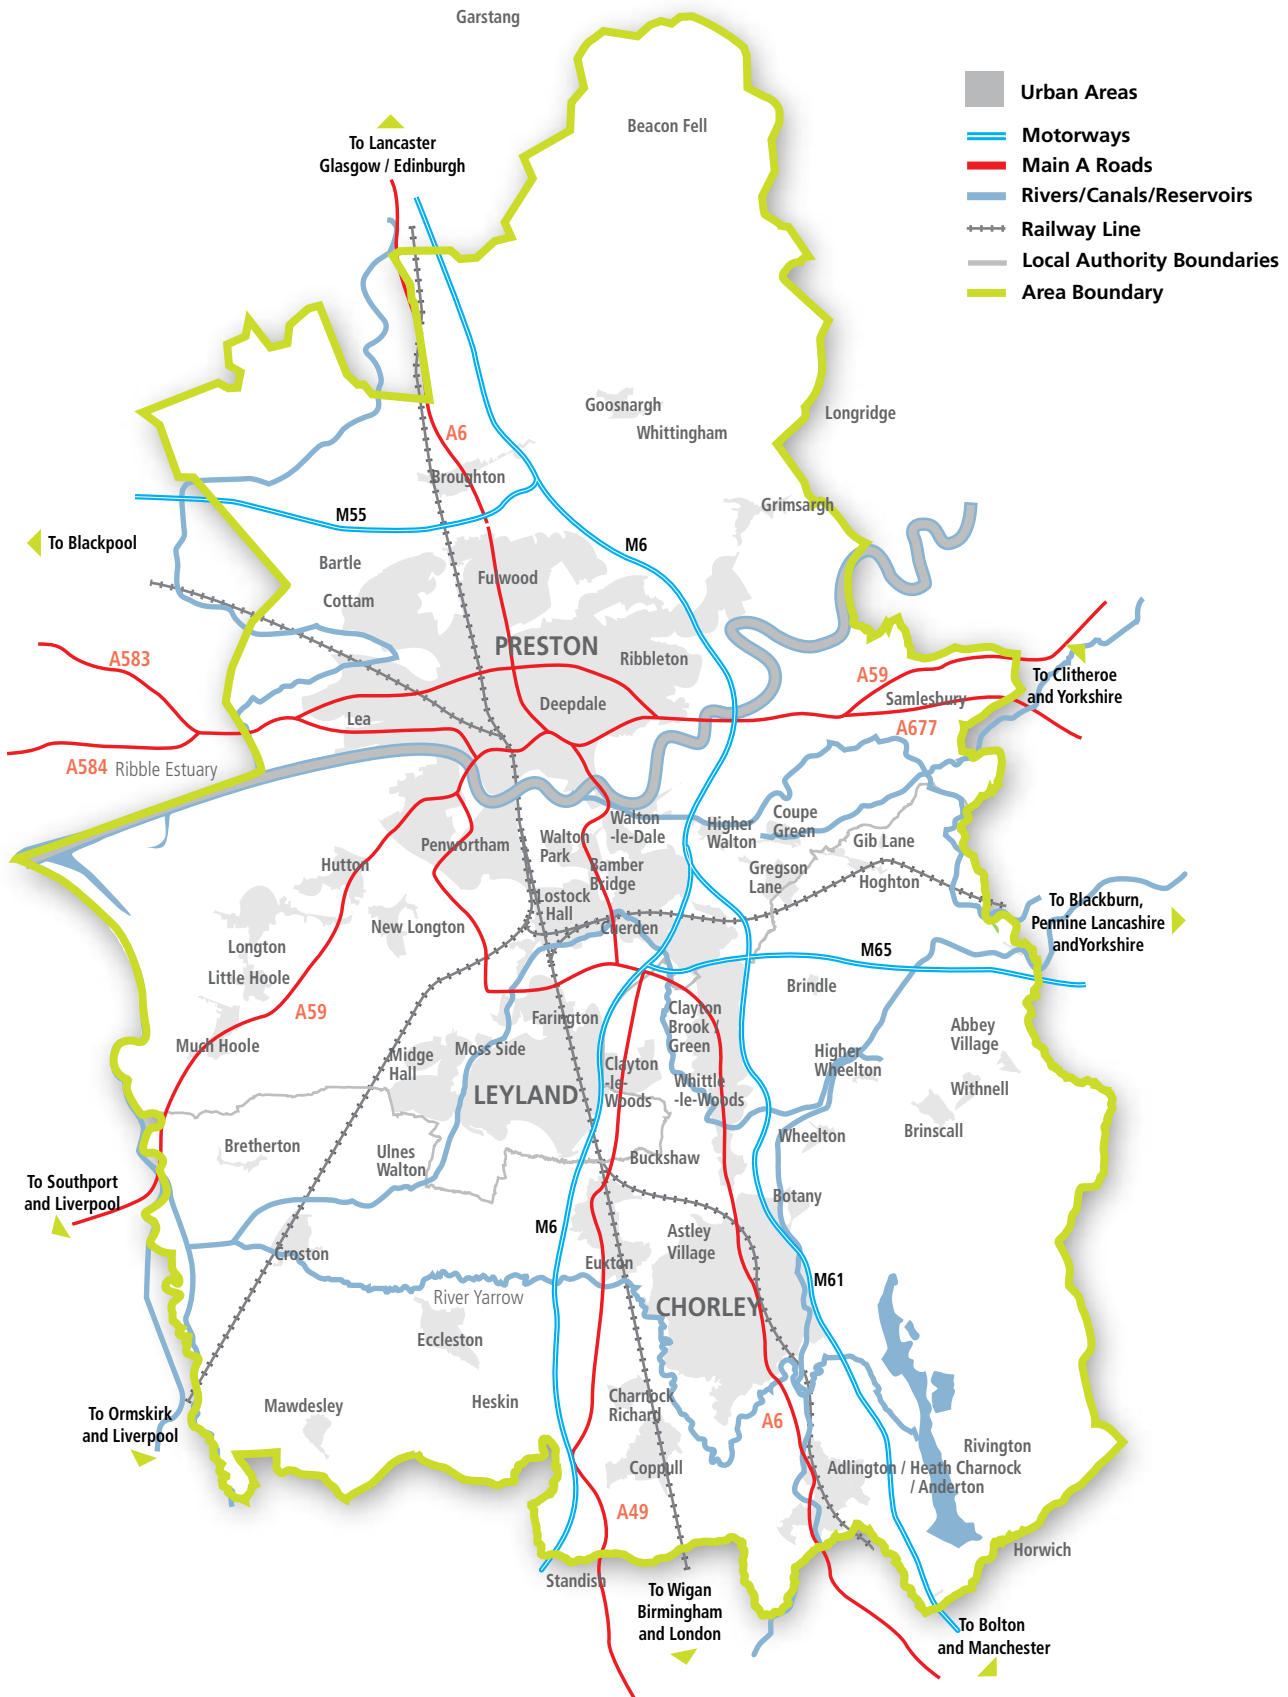 Garstang
Urban Areas
Motorways
Main A Roads
Rivers/Canals/Reservoirs
Railway Line
Local Authority Boundaries
Area Boundary
Beacon Fell
To Lancaster
Glasgow / Edinburgh
Goosnargh
Longridge
Whittingham
A6
Broughton
Grimsargh
M55
To Blackpool
M6
Bartle
Fulwood
Cottam
PRESTON
A583
Ribbleton
A59
To Clitheroe
and Yorkshire
Samlesbury
Deepdale
Lea
A677
A584
Ribble Estuary
Walton
-le-Dale
Coupe
Green
Higher
Walton
Penwortham
Walton
Park
Gib Lane
Hutton
Bamber
Bridge
Gregson
Lane
Hoghton
Lostock
Hall
To Blackburn,
Pennine Lancashire
andYorkshire
New Longton
Cuerden
Longton
M65
Little Hoole
Brindle
A59
Farington
Clayton
Brook /
Green
Abbey
Village
Much Hoole
Midge
Hall
Moss Side
Clayton
-le-
Woods
Higher
Wheelton
Whittle
-le-Woods
Withnell
LEYLAND
Brinscall
Wheelton
Bretherton
Ulnes
Walton
Buckshaw
To Southport
and Liverpool
Botany
M6
Astley
Village
Croston
Euxton
M61
River Yarrow
CHORLEY
Eccleston
Mawdesley
Heskin
Charnock
Richard
To Ormskirk
and Liverpool
A6
Rivington
Coppull
Adlington / Heath Charnock
/ Anderton
A49
Horwich
Standish
To Wigan
Birmingham
and London
To Bolton
and Manchester